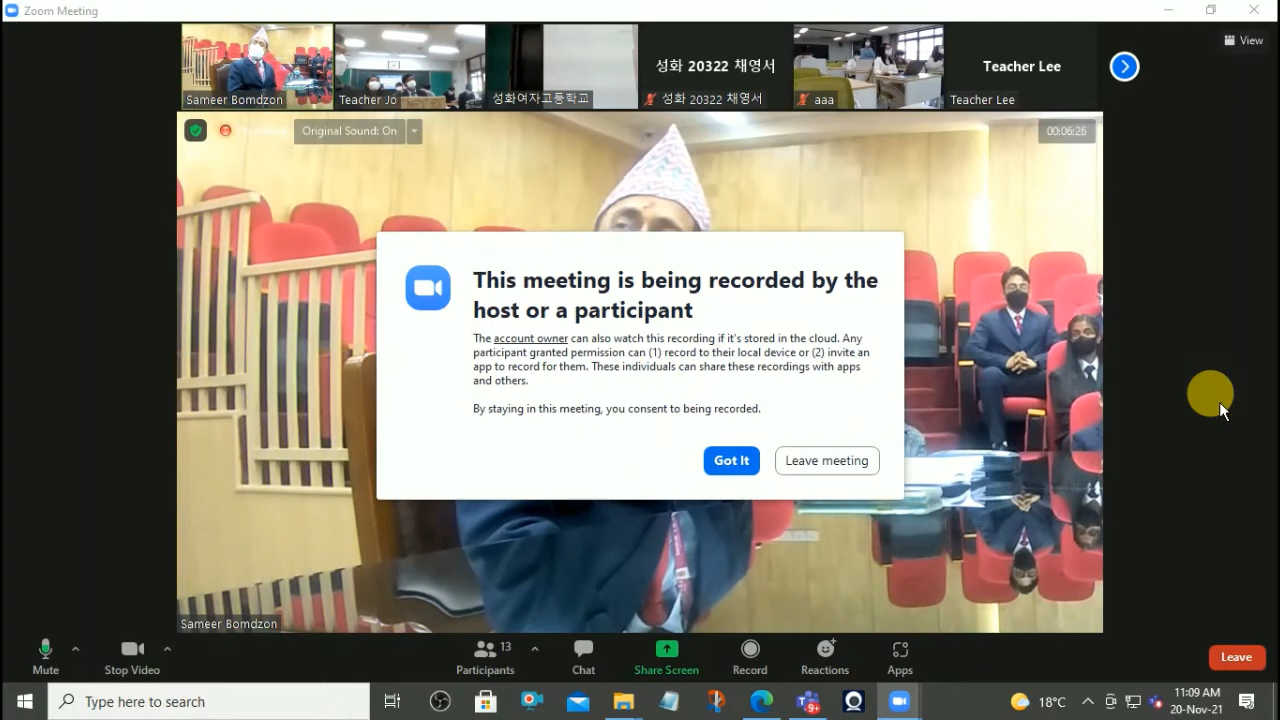 Zoom Meeting
View
성화 20322 채영서
Teacher Lee
Sameer Bomdzon
Teacher Jo
성화여자고등학교
성화 20322 채영서
aaa
Teacher Lee
Original Sound: On
00:06:26
This meeting is being recorded by the
host or a participant
The account owner can also watch this recording if it's stored in the cloud. Any
participant granted permission can (1) record to their local device or (2) invite an
app to record for them. These individuals can share these recordings with apps
and others.
By staying in this meeting, you consent to being recorded.
Got It
Leave meeting
Sameer Bomdzon
Mute
Stop Video
Participants
13
Chat
Share Screen
Record
Reactions
Apps
Leave
Type here to search
9+
18°C
11:09 AM
20-Nov-21